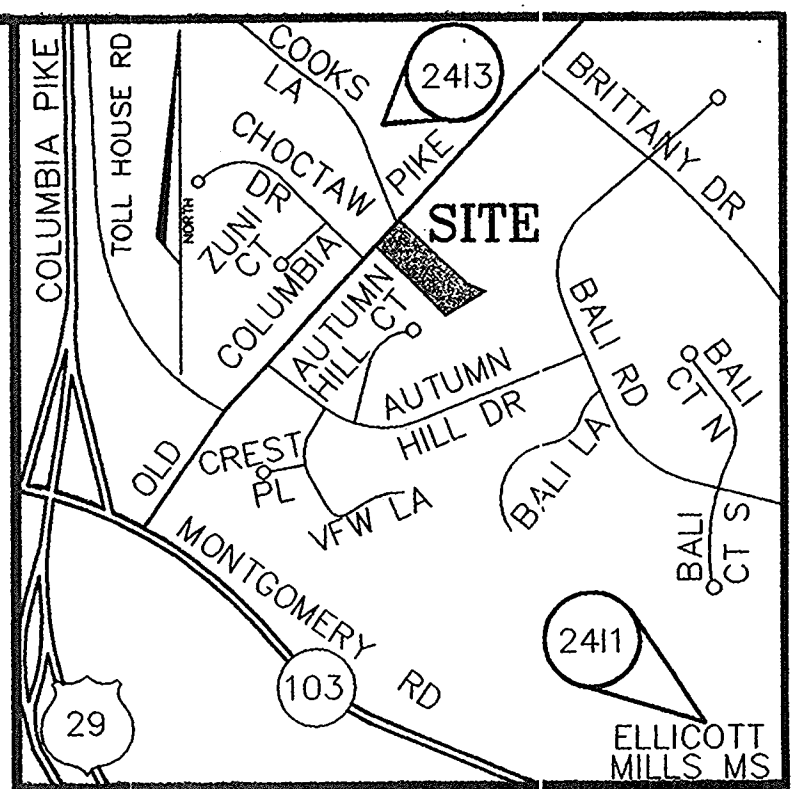 COLUMBIA PIKE
TOLL HOUSE RD
NORTH
COOKS
LA
2413
BRITTANY DR
CHOCTAW
DR
ZUNI
CT
SITE
OLD COLUMBIA PIKE
AUTUMN
HILL CT
AUTUMN
HILL DR
BALI RD
BALI
CT N
CREST
PL
VFW LA
BALI LA
BALI
CT S
MONTGOMERY RD
103
29
2411
ELLICOTT
MILLS MS